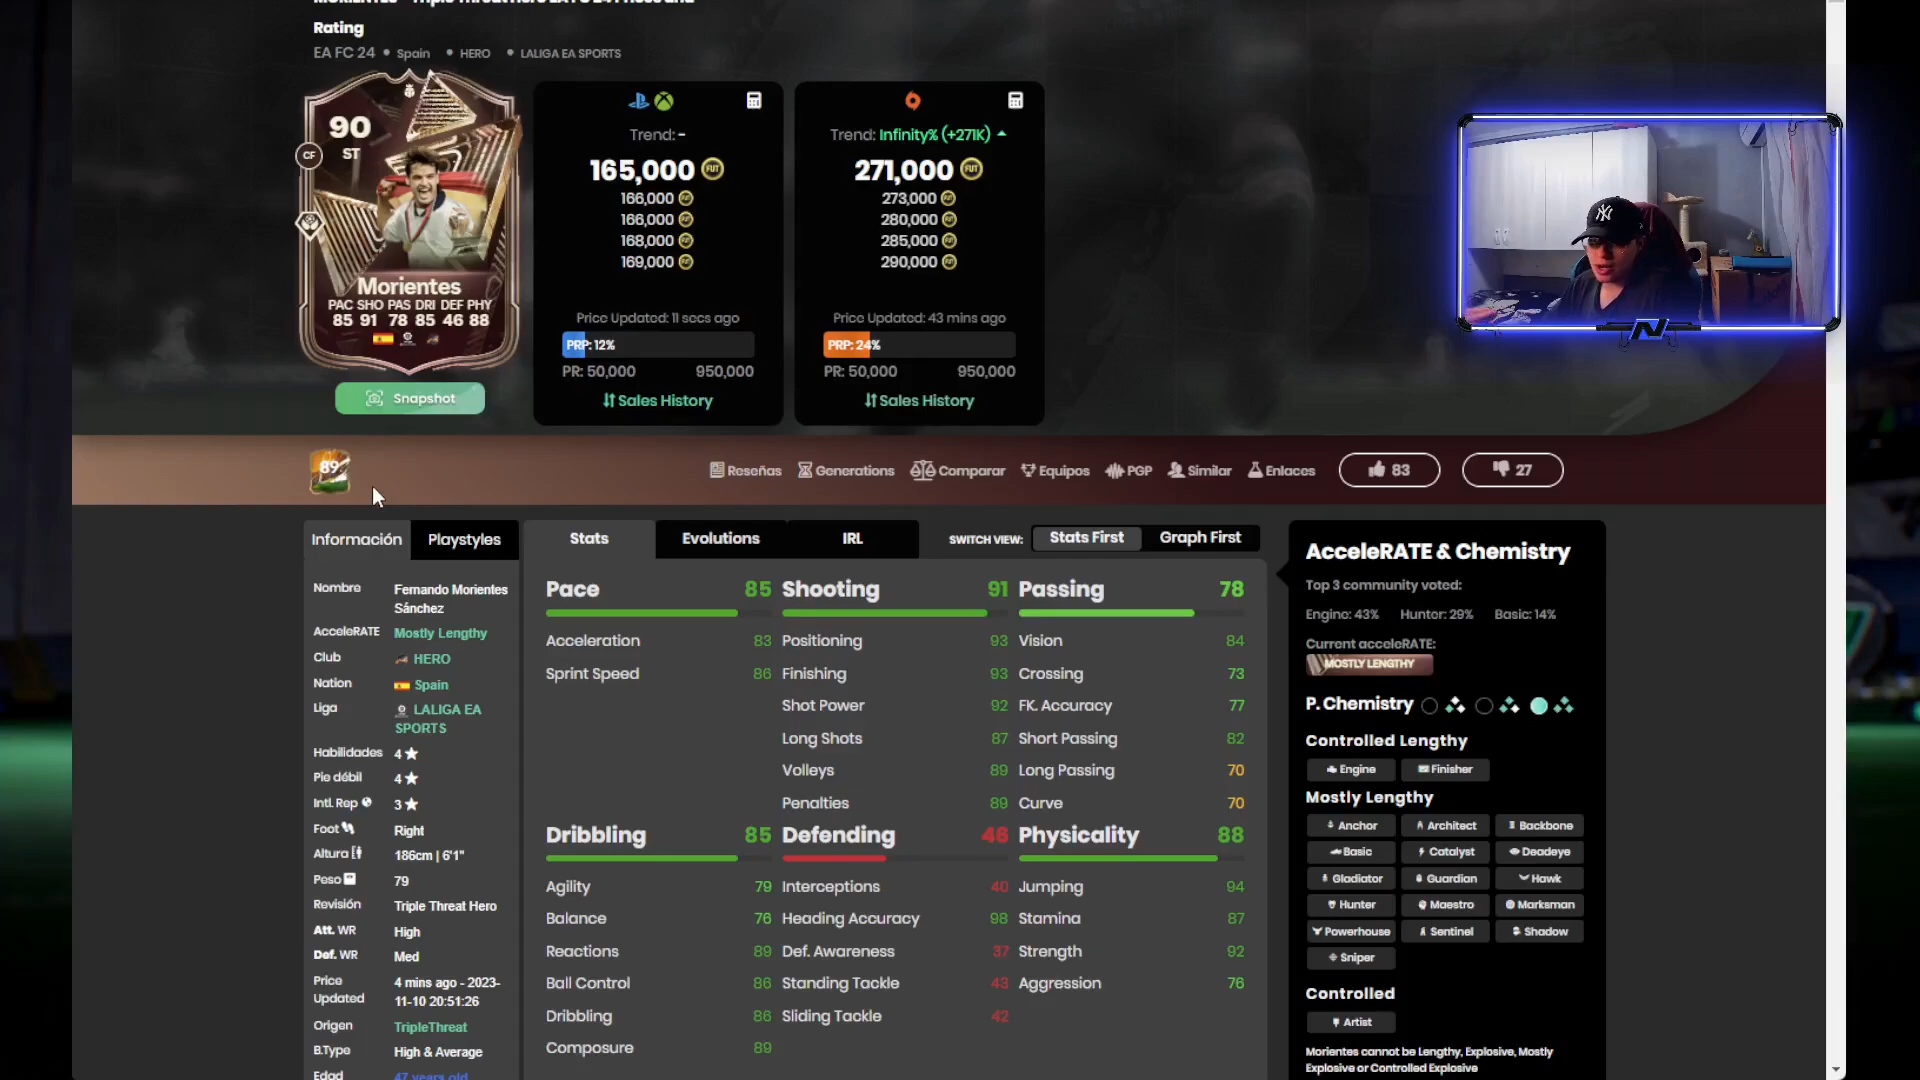 Rating
EA FC 24 • Spain • HERO • LALIGA EA SPORTS
90
ST
CF
Morientes
PAC SHO PAS DRI DEF PHY
85 91 78 85 46 88
Snapshot
Trend: -
165,000
166,000
166,000
168,000
169,000
Price Updated: 11 secs ago
PRP: 12%
PR: 50,000 950,000
Sales History
Trend: Infinity% (+271K)
271,000
273,000
280,000
285,000
290,000
Price Updated: 43 mins ago
PRP: 24%
PR: 50,000 950,000
Sales History
89
Reseñas Generations Comparar Equipos PGP Similar Enlaces 83 27
Información Playstyles
Nombre Fernando Morientes Sánchez
AcceleRATE Mostly Lengthy
Club HERO
Nation Spain
Liga LALIGA EA SPORTS
Habilidades 4
Pie débil 4
Intl. Rep 3
Foot Right
Altura 186cm | 6'1"
Peso 79
Revisión Triple Threat Hero
Att. WR High
Def. WR Med
Price Updated 4 mins ago - 2023-11-10 20:51:26
Origen TripleThreat
B.Type High & Average
Edad 47 years old
Stats Evolutions IRL SWITCH VIEW: Stats First Graph First
Pace 85
Acceleration 83
Sprint Speed 86
Shooting 91
Positioning 93
Finishing 93
Shot Power 92
Long Shots 87
Volleys 89
Penalties 89
Passing 78
Vision 84
Crossing 73
FK. Accuracy 77
Short Passing 82
Long Passing 70
Curve 70
Dribbling 85
Agility 79
Balance 76
Reactions 89
Ball Control 86
Dribbling 86
Composure 89
Defending 46
Interceptions 40
Heading Accuracy 98
Def. Awareness 37
Standing Tackle 43
Sliding Tackle 42
Physicality 88
Jumping 94
Stamina 87
Strength 92
Aggression 76
AcceleRATE & Chemistry
Top 3 community voted:
Engine: 43% Hunter: 29% Basic: 14%
Current acceleRATE:
MOSTLY LENGTHY
P. Chemistry
Controlled Lengthy
Engine Finisher
Mostly Lengthy
Anchor Architect Backbone
Basic Catalyst Deadeye
Gladiator Guardian Hawk
Hunter Maestro Marksman
Powerhouse Sentinel Shadow
Sniper
Controlled
Artist
Morientes cannot be Lengthy, Explosive, Mostly
Explosive or Controlled Explosive